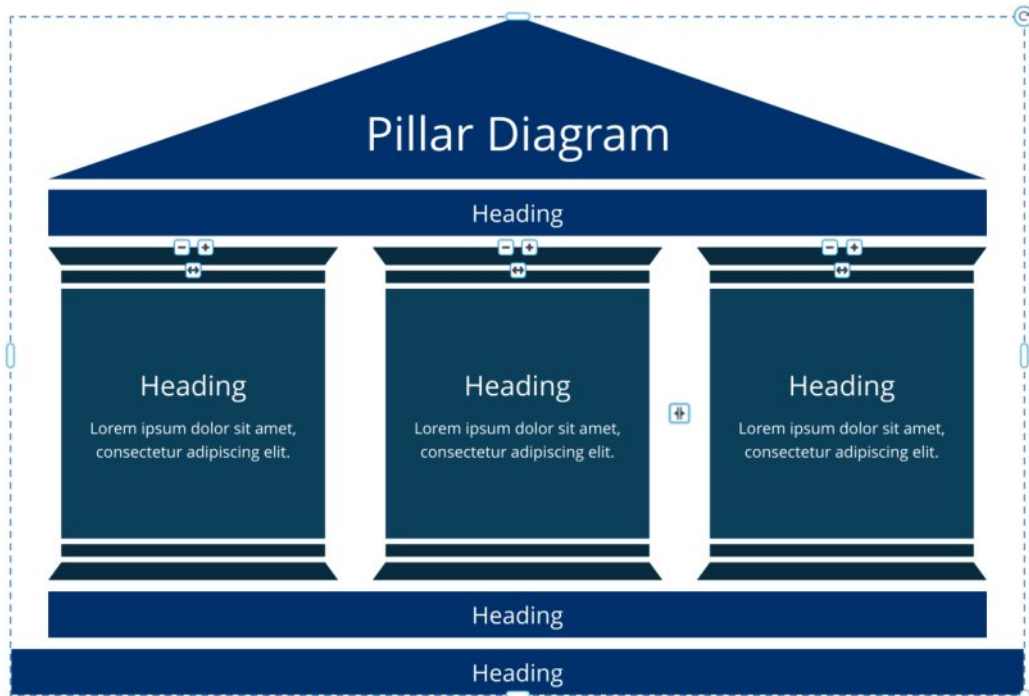 Pillar Diagram
Heading
Heading
Lorem ipsum dolor sit amet,
consectetur adipiscing elit.
Heading
Lorem ipsum dolor sit amet,
consectetur adipiscing elit.
Heading
Lorem ipsum dolor sit amet,
consectetur adipiscing elit.
Heading
Heading